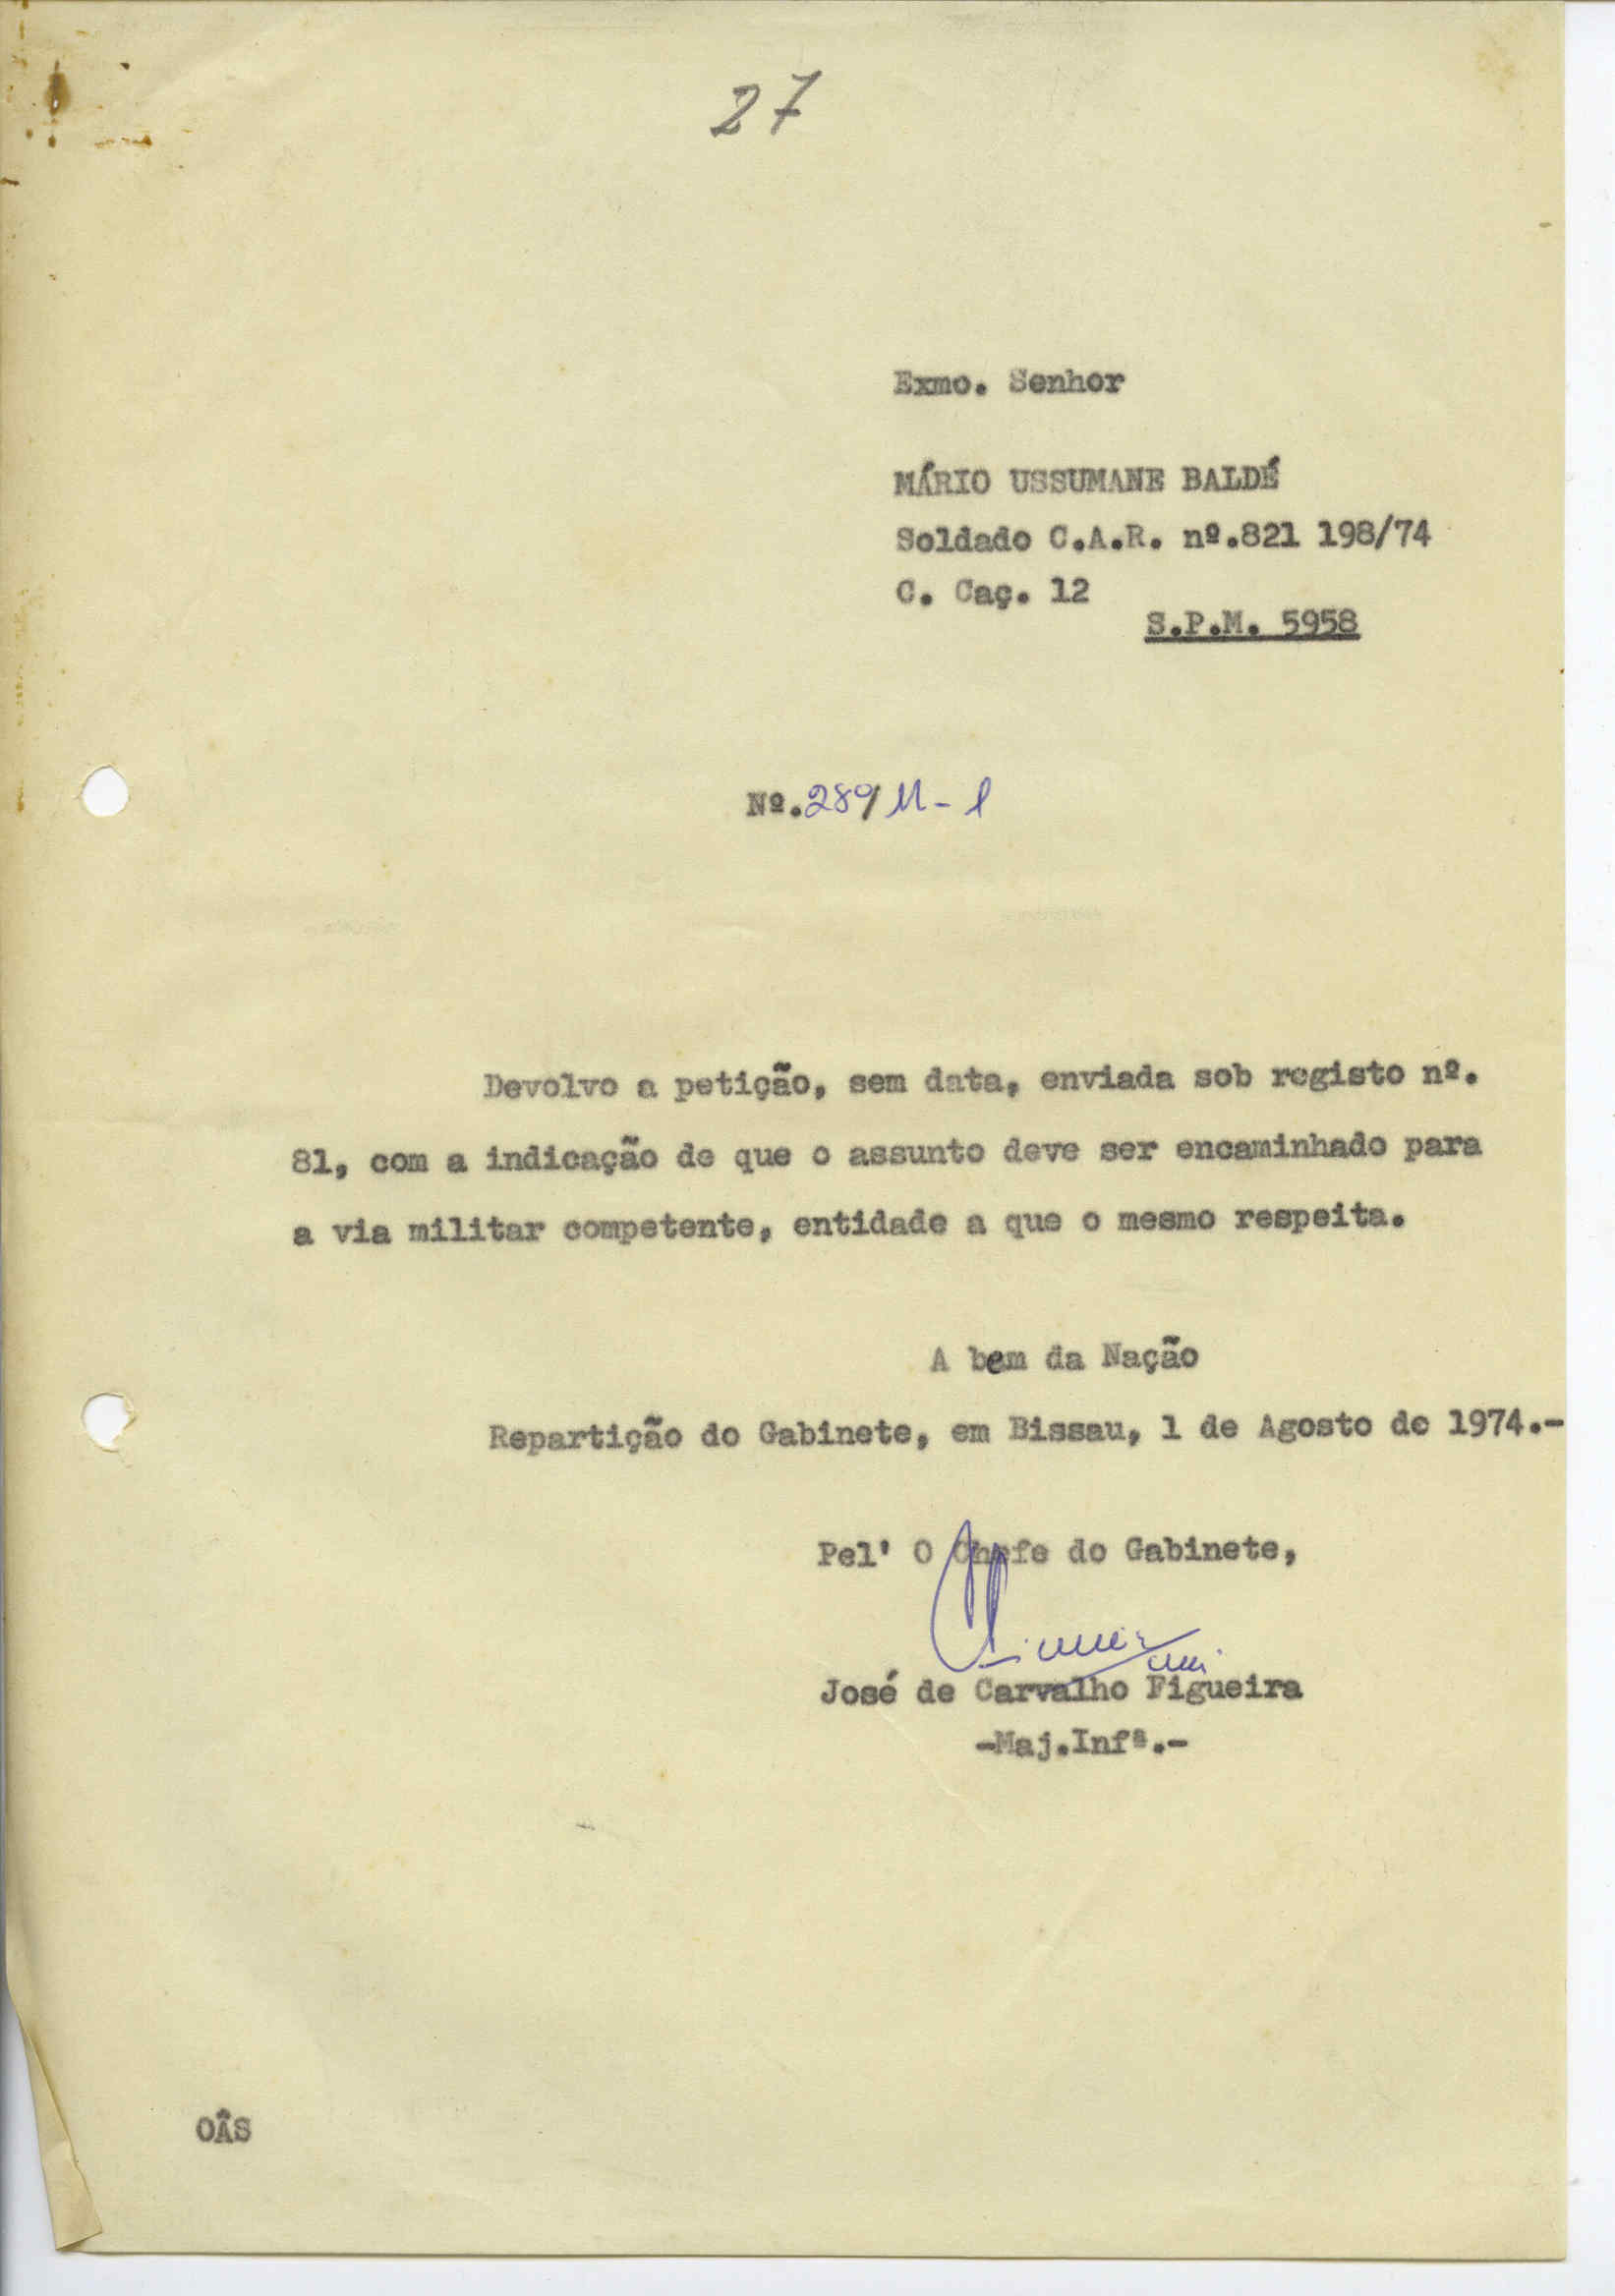 27
Exmo. Senhor
MÁRIO USSUMANE BALDÉ
Soldado C.A.R. nº.821 198/74
C. Caç. 12
S.P.M. 5958
Nº.289/M-1
Devolvo a petição, sem data, enviada sob registo nº.
81, com a indicação de que o assunto deve ser encaminhado para
a via militar competente, entidade a que o mesmo respeita.
A bem da Nação
Repartição do Gabinete, em Bissau, 1 de Agosto de 1974.-
Pel' O Chefe do Gabinete,
José de Carvalho Figueira
-Maj.Infª.-
OÂS